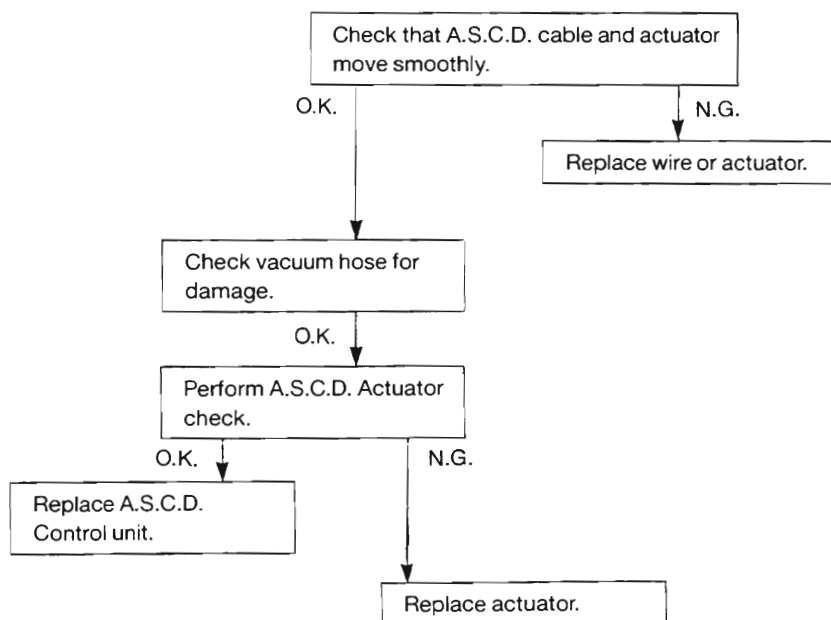 Check that A.S.C.D. cable and actuator
move smoothly.
O.K.
N.G.
Replace wire or actuator.
Check vacuum hose for
damage.
O.K.
Perform A.S.C.D. Actuator
check.
O.K.
N.G.
Replace A.S.C.D.
Control unit.
Replace actuator.